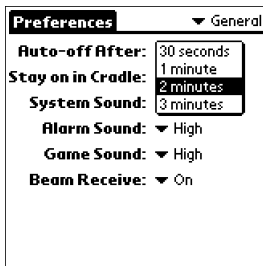 Preferences General
Auto-off After: 30 seconds
1 minute
Stay on in Cradle:
2 minutes
System Sound: 3 minutes
Alarm Sound: High
Game Sound: High
Beam Receive: On